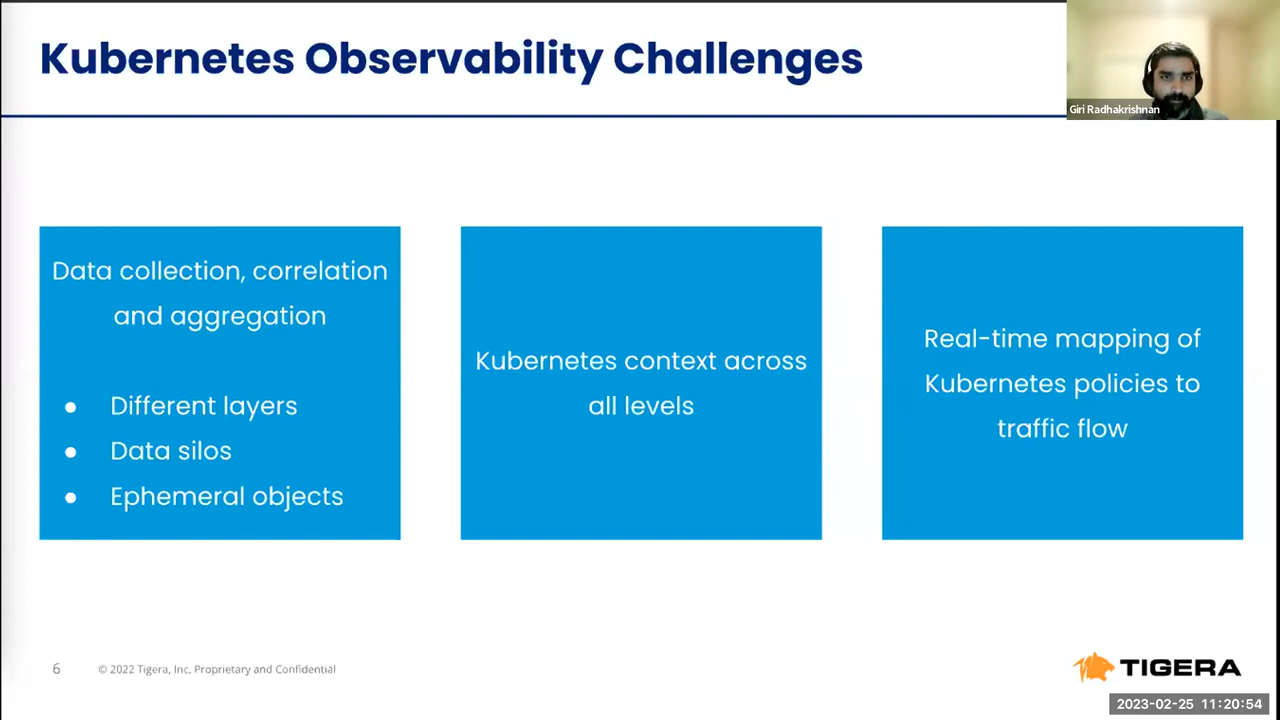 Kubernetes Observability Challenges
Giri Radhakrishnan
Data collection, correlation
and aggregation
● Different layers
● Data silos
● Ephemeral objects
Kubernetes context across
all levels
Real-time mapping of
Kubernetes policies to
traffic flow
6
© 2022 Tigera, Inc. Proprietary and Confidential
TIGERA
2023-02-25 11:20:54